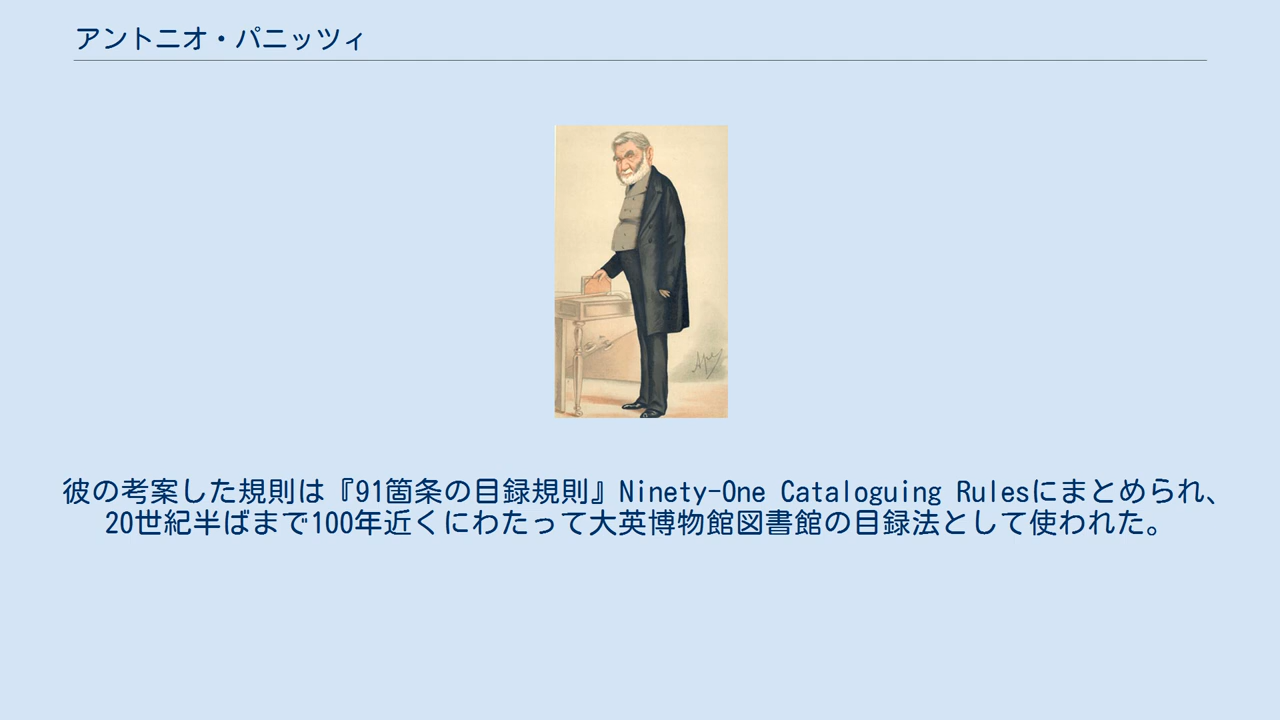 アントニオ・パニッツィ
彼の考案した規則は『91箇条の目録規則』Ninety-One Cataloguing Rulesにまとめられ、
20世紀半ばまで100年近くにわたって大英博物館図書館の目録法として使われた。